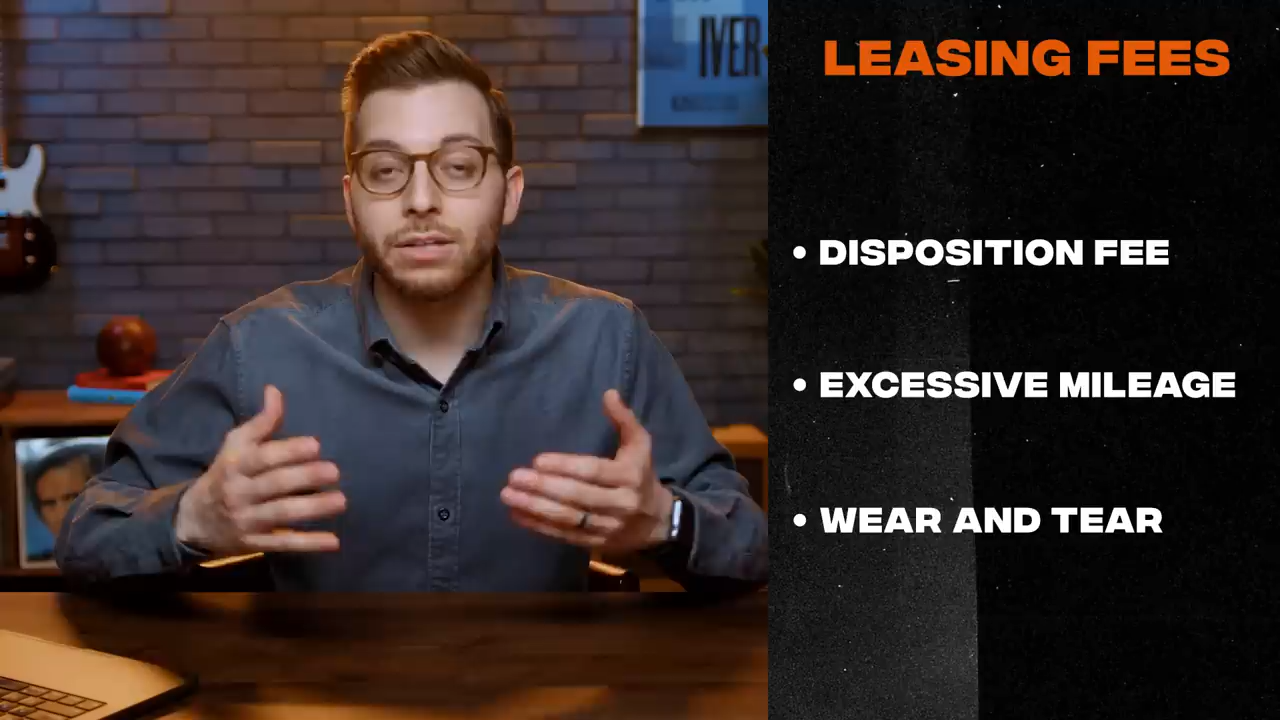 IVER
LEASING FEES
• DISPOSITION FEE
• EXCESSIVE MILEAGE
• WEAR AND TEAR